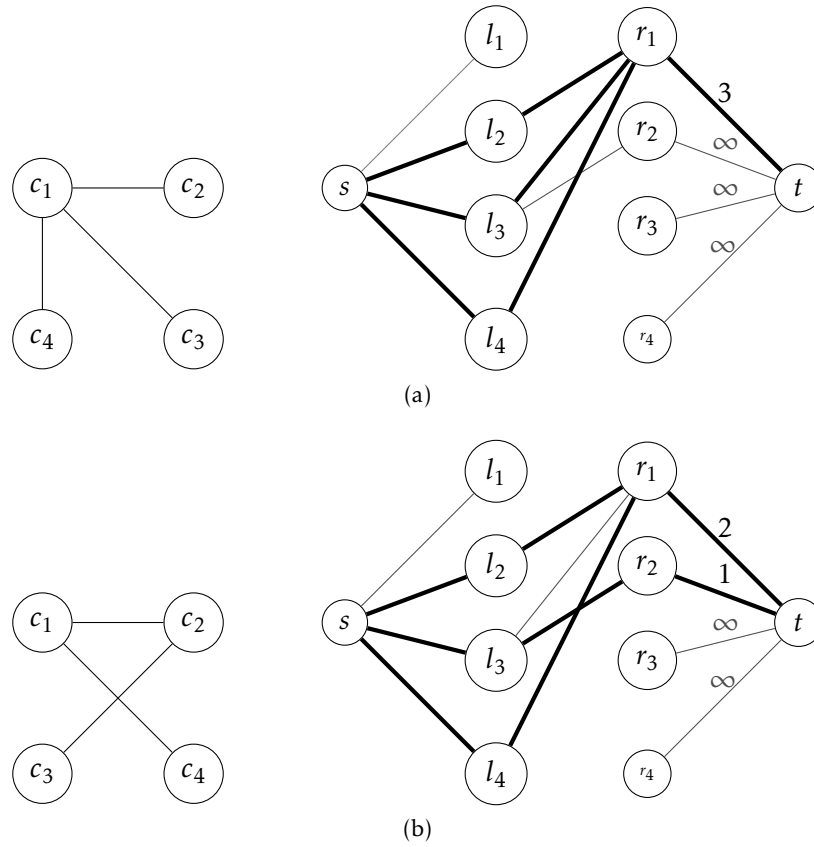 l₁ r₁
3
l₂ r₂ ∞
c₁ c₂ s ∞ t
l₃ r₃ ∞
c₄ c₃ l₄ r₄
(a)
l₁ r₁
2
l₂ r₂ 1
c₁ c₂ s ∞ t
l₃ r₃ ∞
c₃ c₄ l₄ r₄
(b)